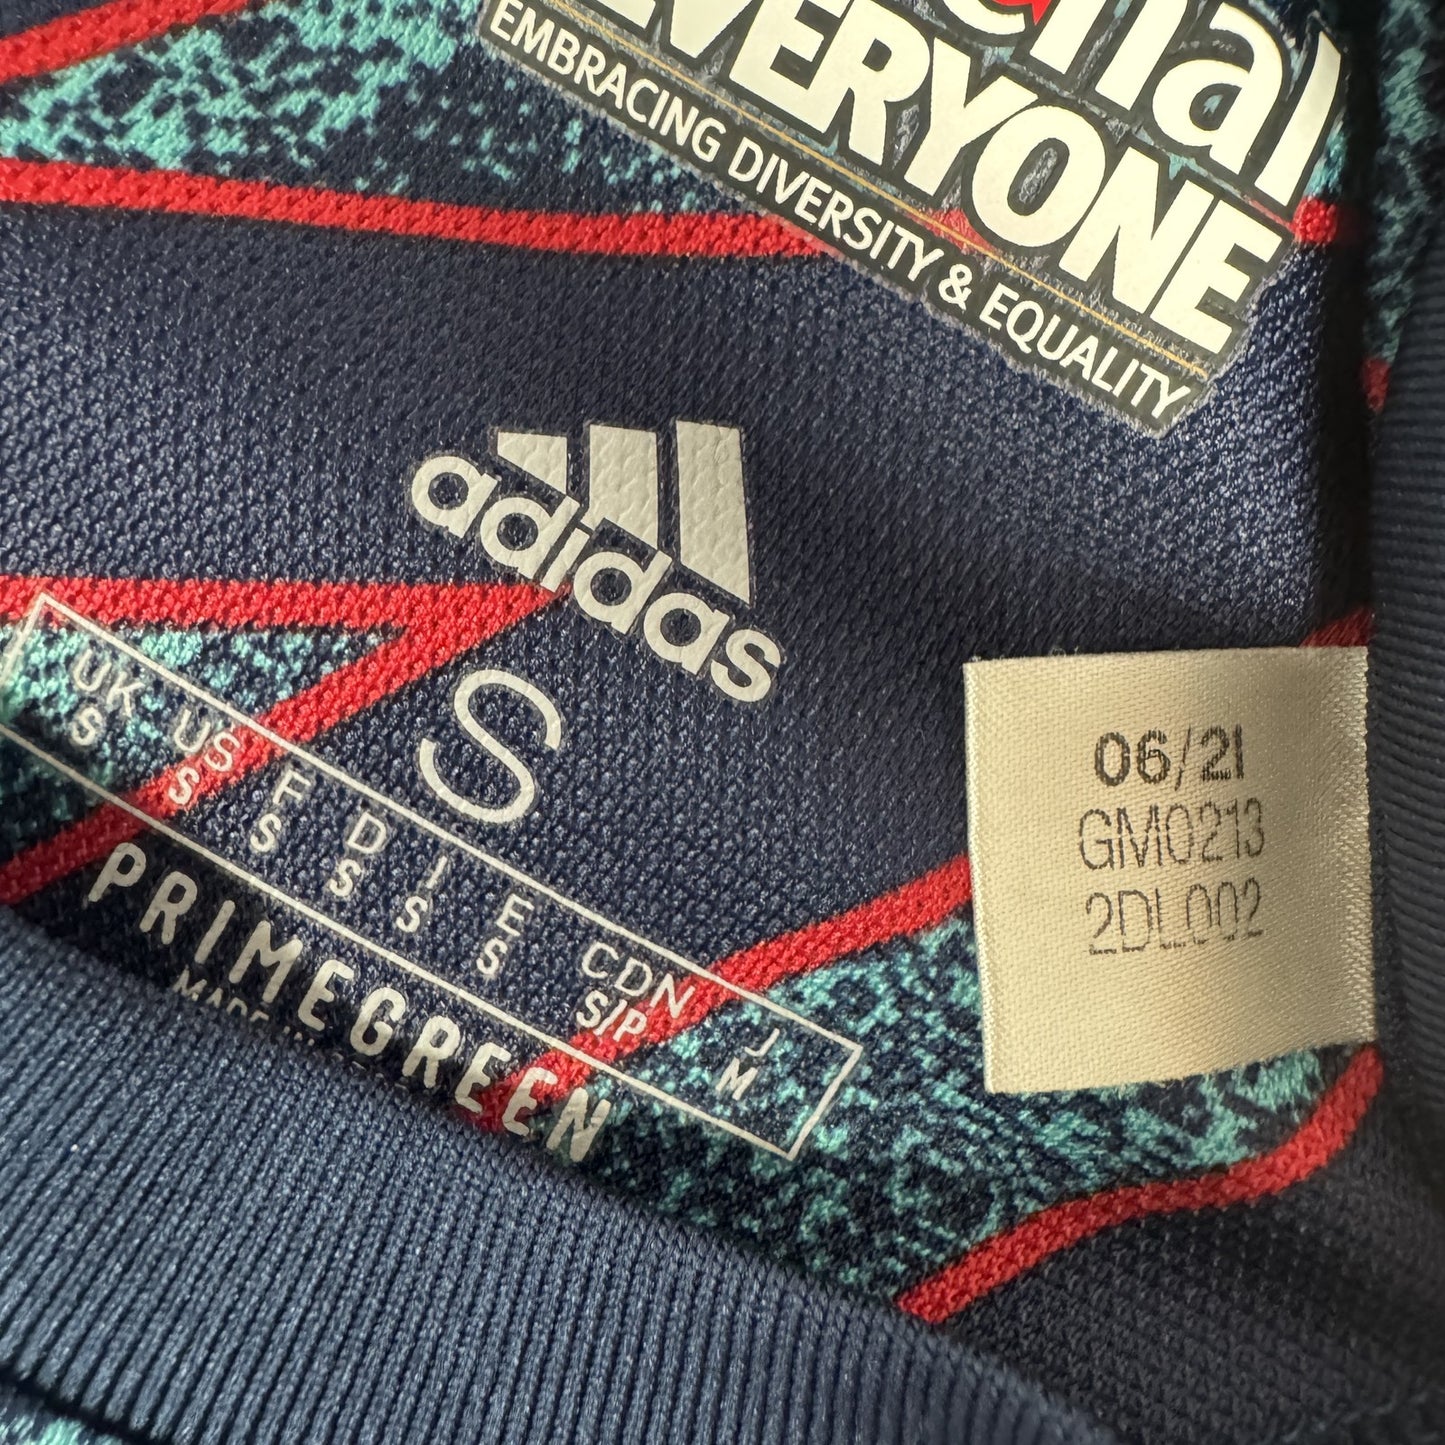 EVERYONE
EMBRACING DIVERSITY & EQUALITY
adidas
S
UK US F D I E CDN J
S S S S S S S/P M
PRIMEGREEN
06/21
GM0213
2DL002